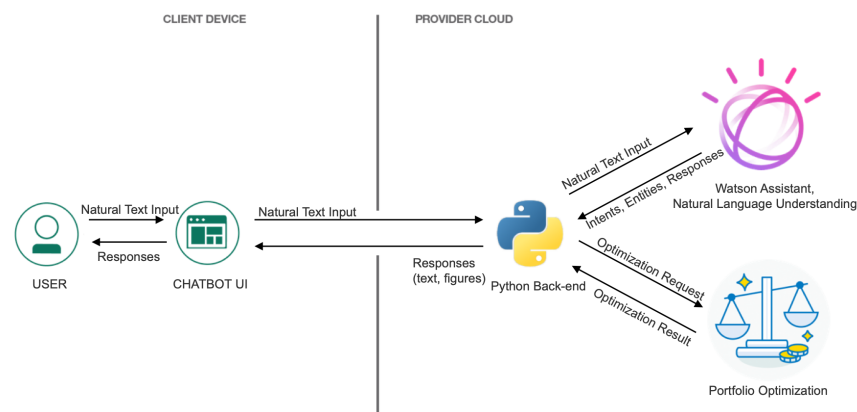 CLIENT DEVICE
PROVIDER CLOUD
Natural Text Input
Intents, Entities, Responses
Watson Assistant,
Natural Language Understanding
Natural Text Input
Natural Text Input
Responses
Responses
(text, figures)
USER
CHATBOT UI
Python Back-end
Optimization Request
Optimization Result
Portfolio Optimization